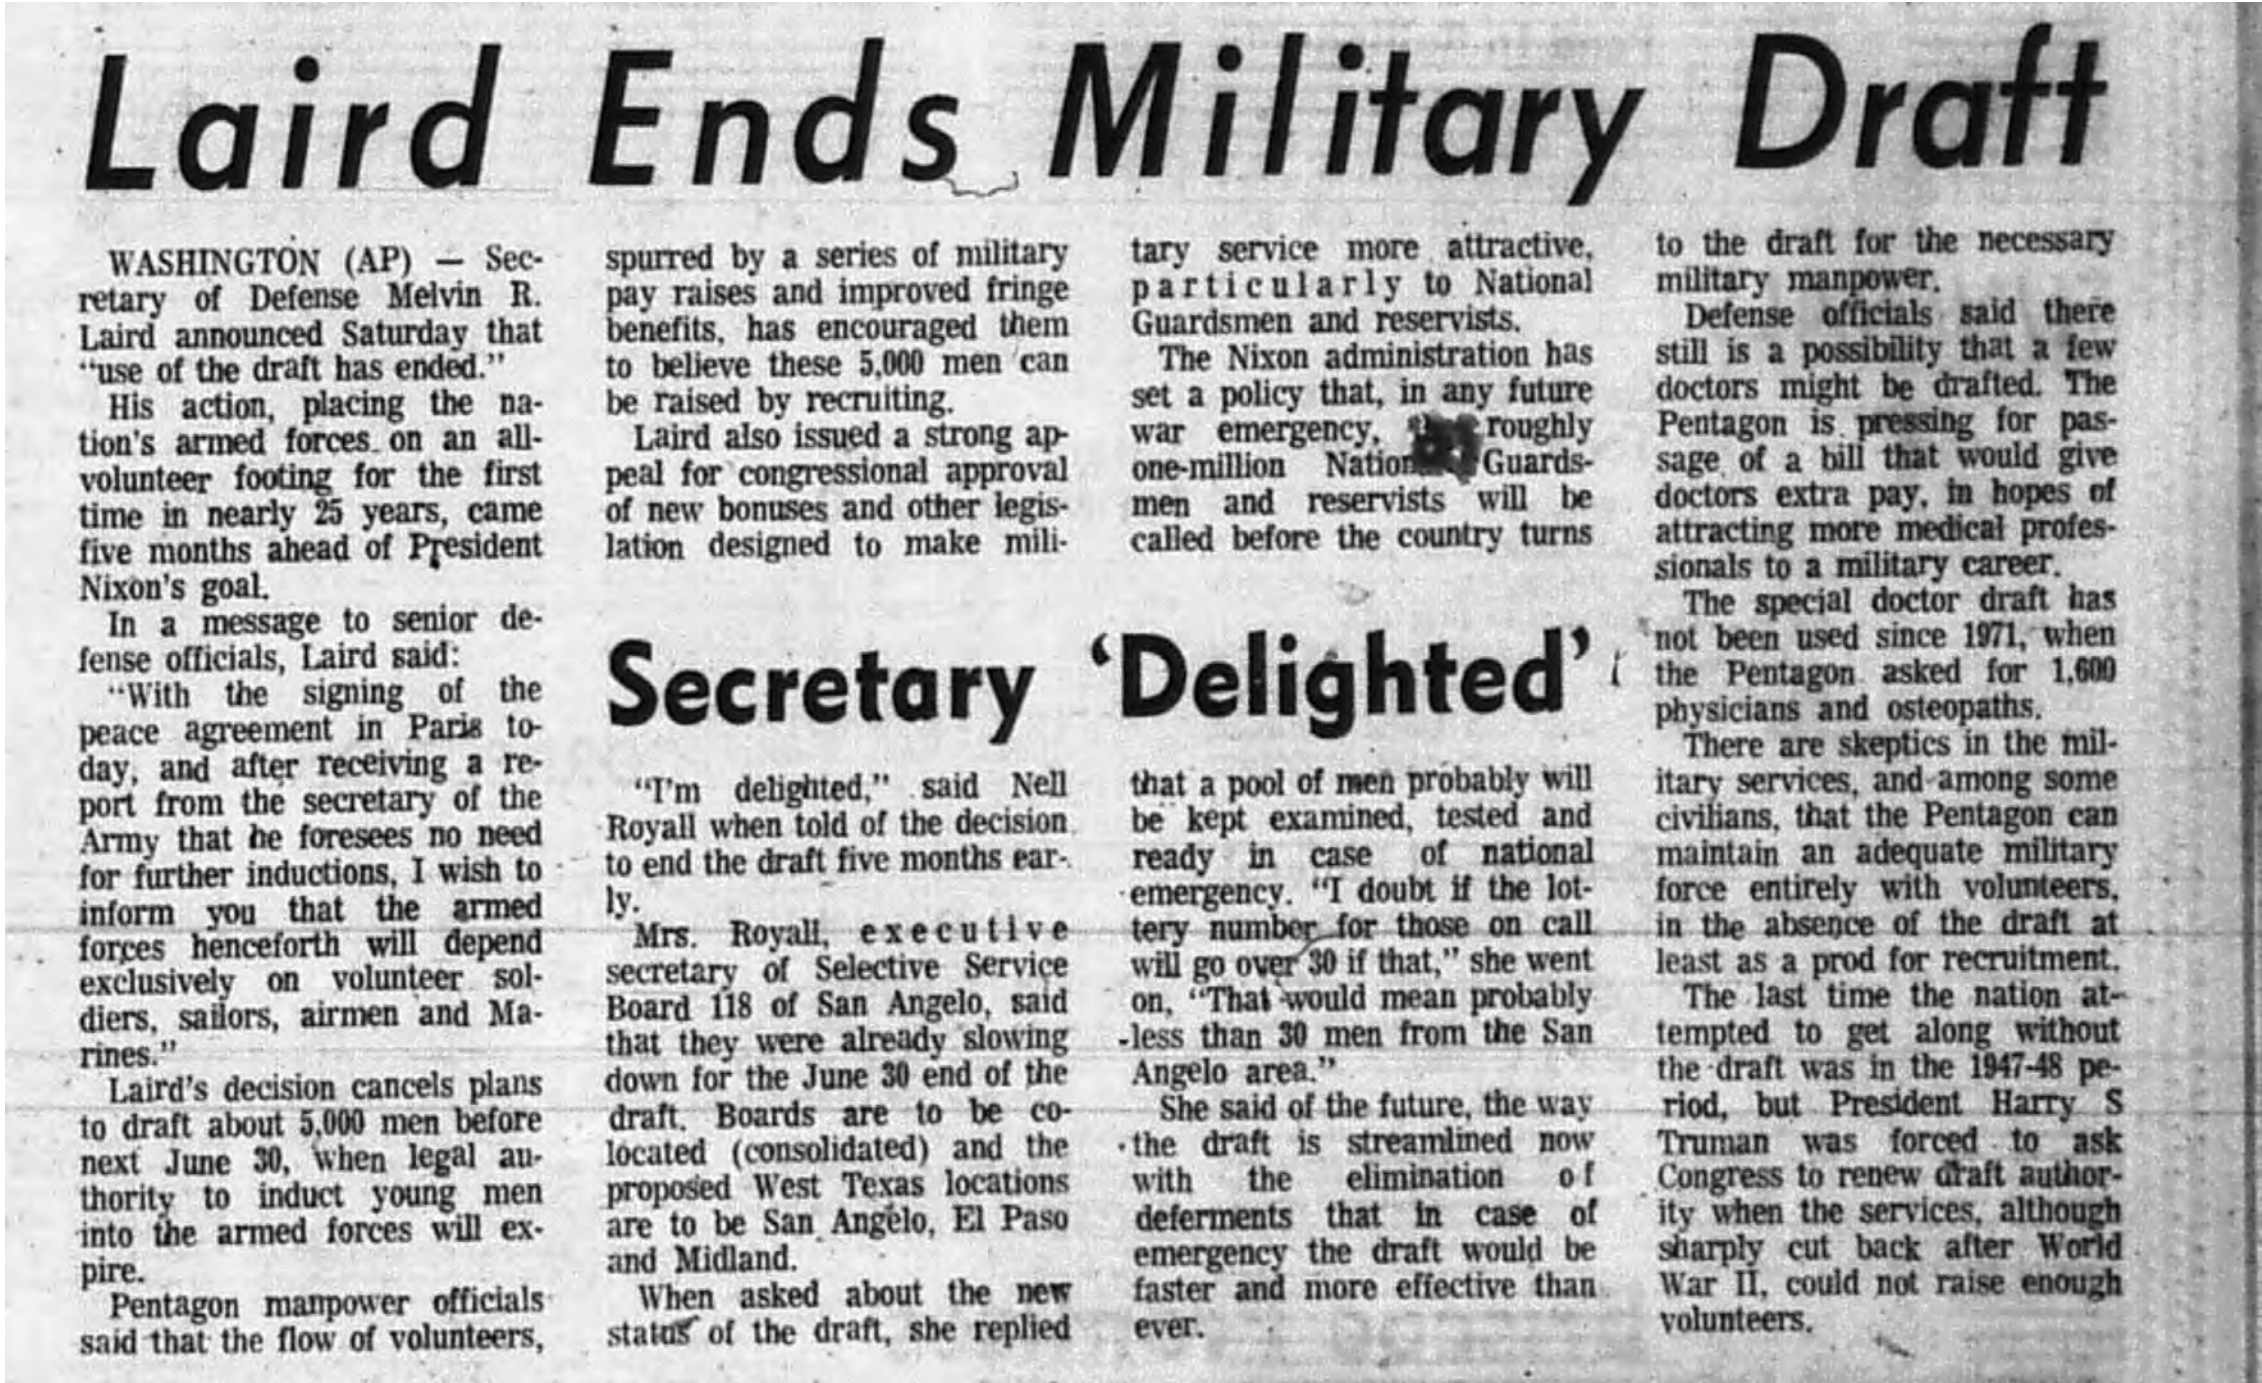 Laird Ends Military Draft
WASHINGTON (AP) — Sec-
retary of Defense Melvin R.
Laird announced Saturday that
"use of the draft has ended."
His action, placing the na-
tion's armed forces on an all-
volunteer footing for the first
time in nearly 25 years, came
five months ahead of President
Nixon's goal.
In a message to senior de-
fense officials, Laird said:
"With the signing of the
peace agreement in Paris to-
day, and after receiving a re-
port from the secretary of the
Army that he foresees no need
for further inductions, I wish to
inform you that the armed
forces henceforth will depend
exclusively on volunteer sol-
diers, sailors, airmen and Ma-
rines."
Laird's decision cancels plans
to draft about 5,000 men before
next June 30, when legal au-
thority to induct young men
into the armed forces will ex-
pire.
Pentagon manpower officials
said that the flow of volunteers,
spurred by a series of military
pay raises and improved fringe
benefits, has encouraged them
to believe these 5,000 men can
be raised by recruiting.
Laird also issued a strong ap-
peal for congressional approval
of new bonuses and other legis-
lation designed to make mili-
tary service more attractive,
particularly to National
Guardsmen and reservists.
The Nixon administration has
set a policy that, in any future
war emergency, roughly
one-million National Guards-
men and reservists will be
called before the country turns
to the draft for the necessary
military manpower.
Defense officials said there
still is a possibility that a few
doctors might be drafted. The
Pentagon is pressing for pas-
sage of a bill that would give
doctors extra pay, in hopes of
attracting more medical profes-
sionals to a military career.
The special doctor draft has
not been used since 1971, when
the Pentagon asked for 1,600
physicians and osteopaths.
There are skeptics in the mil-
itary services, and among some
civilians, that the Pentagon can
maintain an adequate military
force entirely with volunteers,
in the absence of the draft at
least as a prod for recruitment.
The last time the nation at-
tempted to get along without
the draft was in the 1947-48 pe-
riod, but President Harry S
Truman was forced to ask
Congress to renew draft author-
ity when the services, although
sharply cut back after World
War II, could not raise enough
volunteers.
Secretary 'Delighted'
"I'm delighted," said Nell
Royall when told of the decision
to end the draft five months ear-
ly.
Mrs. Royall, executive
secretary of Selective Service
Board 118 of San Angelo, said
that they were already slowing
down for the June 30 end of the
draft. Boards are to be co-
located (consolidated) and the
proposed West Texas locations
are to be San Angelo, El Paso
and Midland.
When asked about the new
status of the draft, she replied
that a pool of men probably will
be kept examined, tested and
ready in case of national
emergency. "I doubt if the lot-
tery number for those on call
will go over 30 if that," she went
on, "That would mean probably
less than 30 men from the San
Angelo area."
She said of the future, the way
the draft is streamlined now
with the elimination of
deferments that in case of
emergency the draft would be
faster and more effective than
ever.